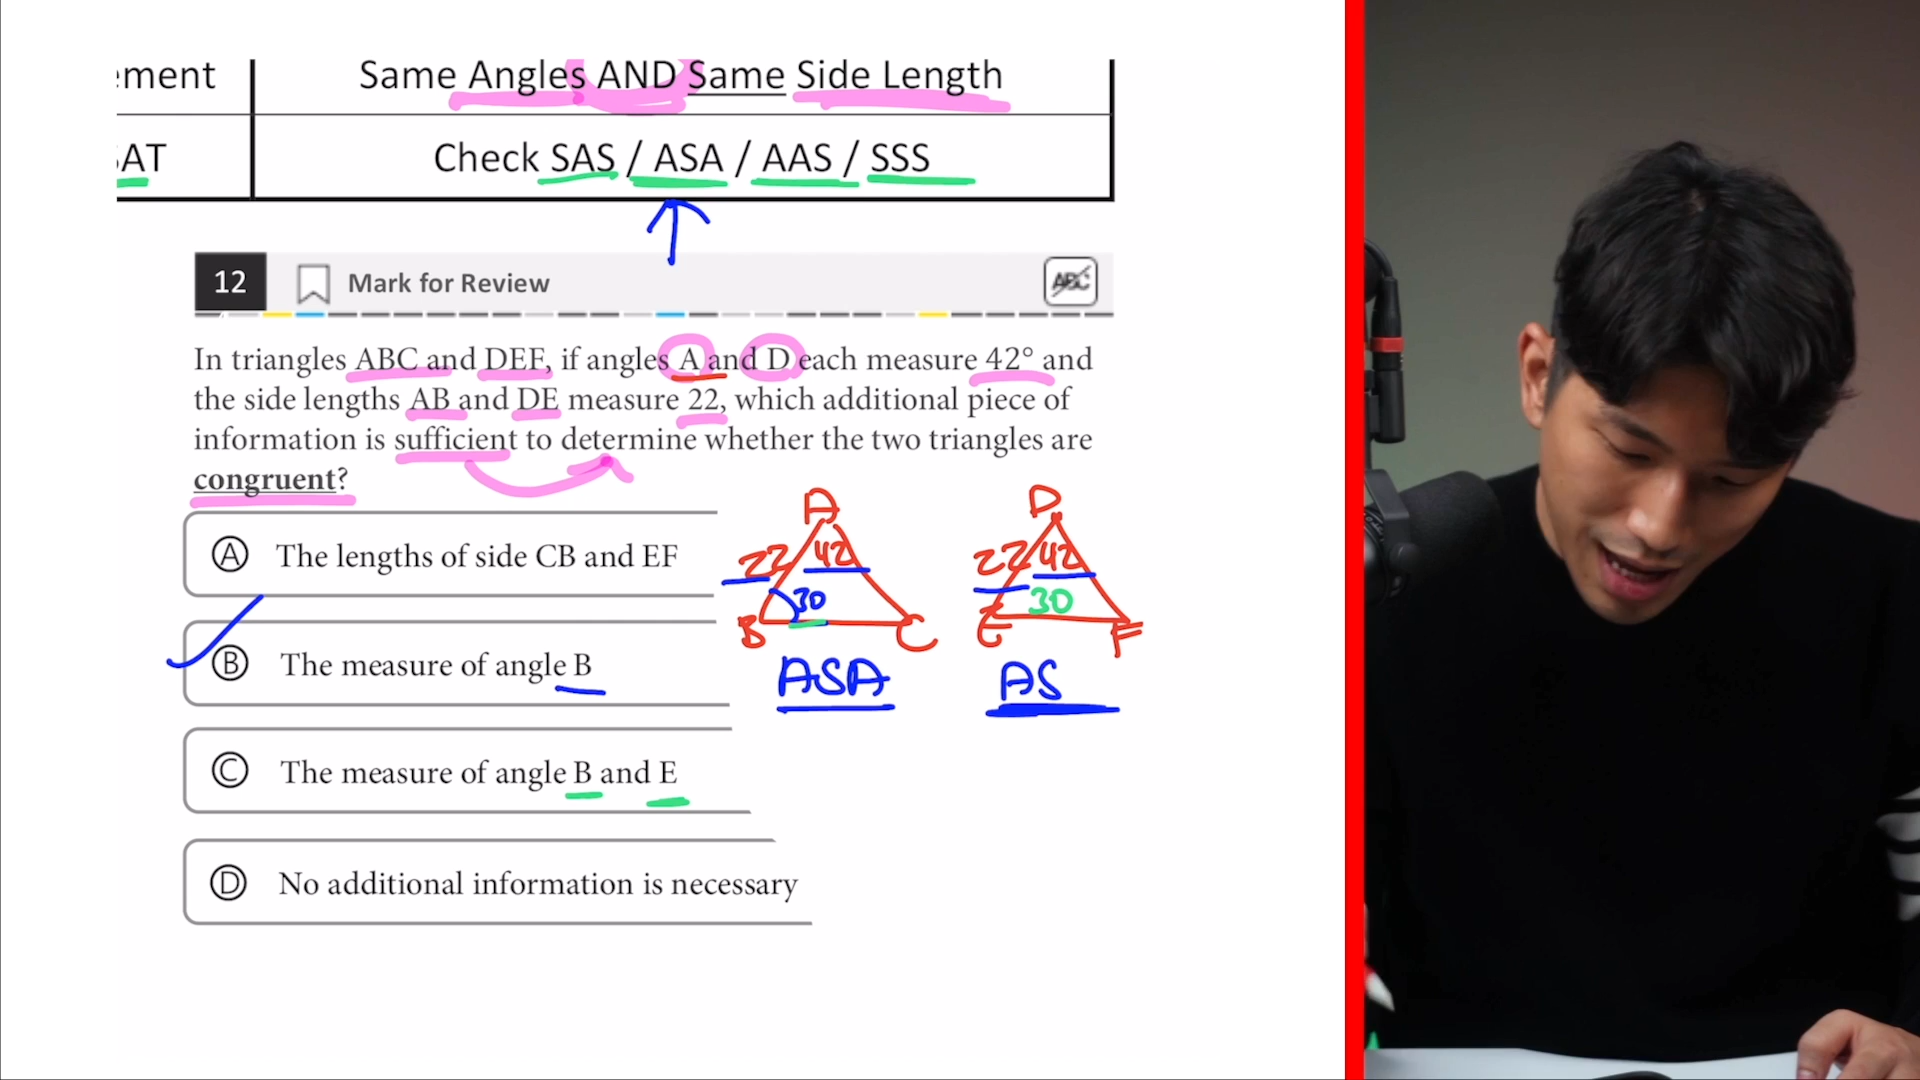 ement Same Angles AND Same Side Length
SAT Check SAS / ASA / AAS / SSS
12 Mark for Review ABC
In triangles ABC and DEF, if angles A and D each measure 42° and
the side lengths AB and DE measure 22, which additional piece of
information is sufficient to determine whether the two triangles are
congruent?
A The lengths of side CB and EF
B The measure of angle B
C The measure of angle B and E
D No additional information is necessary
A
22 42
30
B C
ASA
D
22 42
30
E F
AS